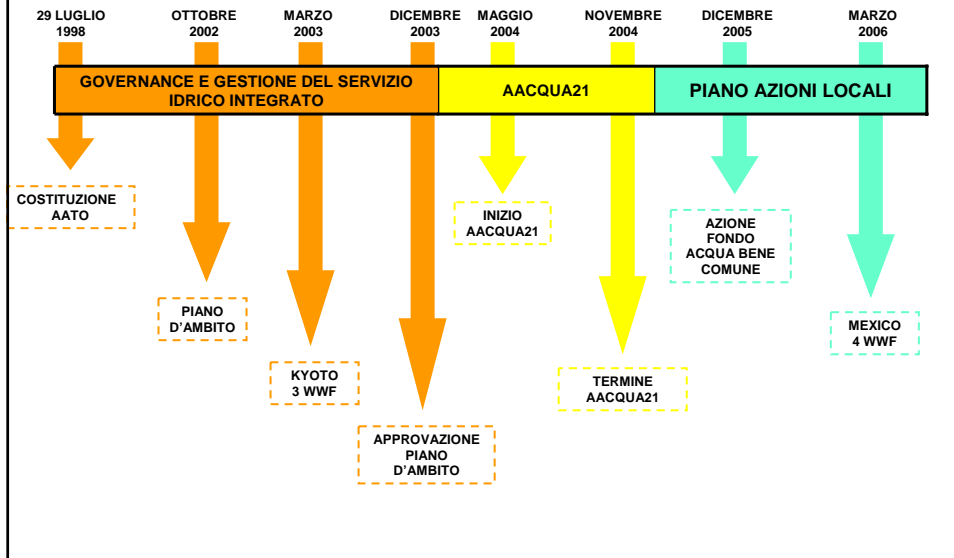 29 LUGLIO
1998
OTTOBRE
2002
MARZO
2003
DICEMBRE
2003
MAGGIO
2004
NOVEMBRE
2004
DICEMBRE
2005
MARZO
2006
GOVERNANCE E GESTIONE DEL SERVIZIO
IDRICO INTEGRATO
AACQUA21
PIANO AZIONI LOCALI
COSTITUZIONE
AATO
PIANO
D'AMBITO
KYOTO
3 WWF
APPROVAZIONE
PIANO
D'AMBITO
INIZIO
AACQUA21
TERMINE
AACQUA21
AZIONE
FONDO
ACQUA BENE
COMUNE
MEXICO
4 WWF